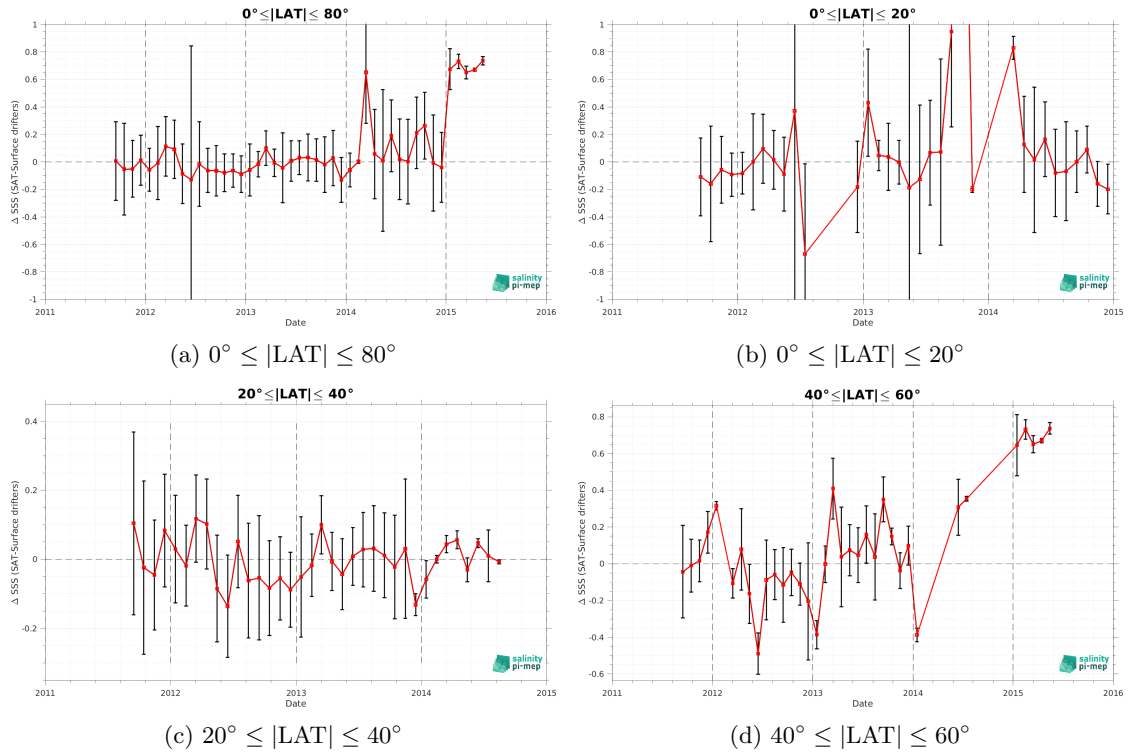 0°≤|LAT|≤ 80°
Δ SSS (SAT-Surface drifters)
1
0.8
0.6
0.4
0.2
0
-0.2
-0.4
-0.6
-0.8
-1
2011
2012
2013
2014
2015
2016
Date
salinity
pi-mep
(a) 0° ≤ |LAT| ≤ 80°
0°≤|LAT|≤ 20°
Δ SSS (SAT-Surface drifters)
1
0.8
0.6
0.4
0.2
0
-0.2
-0.4
-0.6
-0.8
-1
2011
2012
2013
2014
2015
Date
salinity
pi-mep
(b) 0° ≤ |LAT| ≤ 20°
20°≤|LAT|≤ 40°
Δ SSS (SAT-Surface drifters)
0.4
0.2
0
-0.2
2011
2012
2013
2014
2015
Date
salinity
pi-mep
(c) 20° ≤ |LAT| ≤ 40°
40°≤|LAT|≤ 60°
Δ SSS (SAT-Surface drifters)
0.8
0.6
0.4
0.2
0
-0.2
-0.4
-0.6
2011
2012
2013
2014
2015
2016
Date
salinity
pi-mep
(d) 40° ≤ |LAT| ≤ 60°